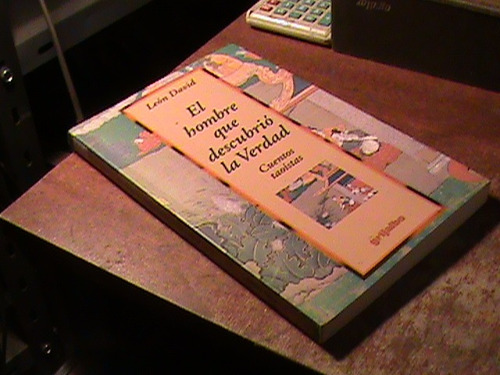 León David
El
hombre
que
descubrió
la Verdad
Cuentos
taoístas
grijalbo